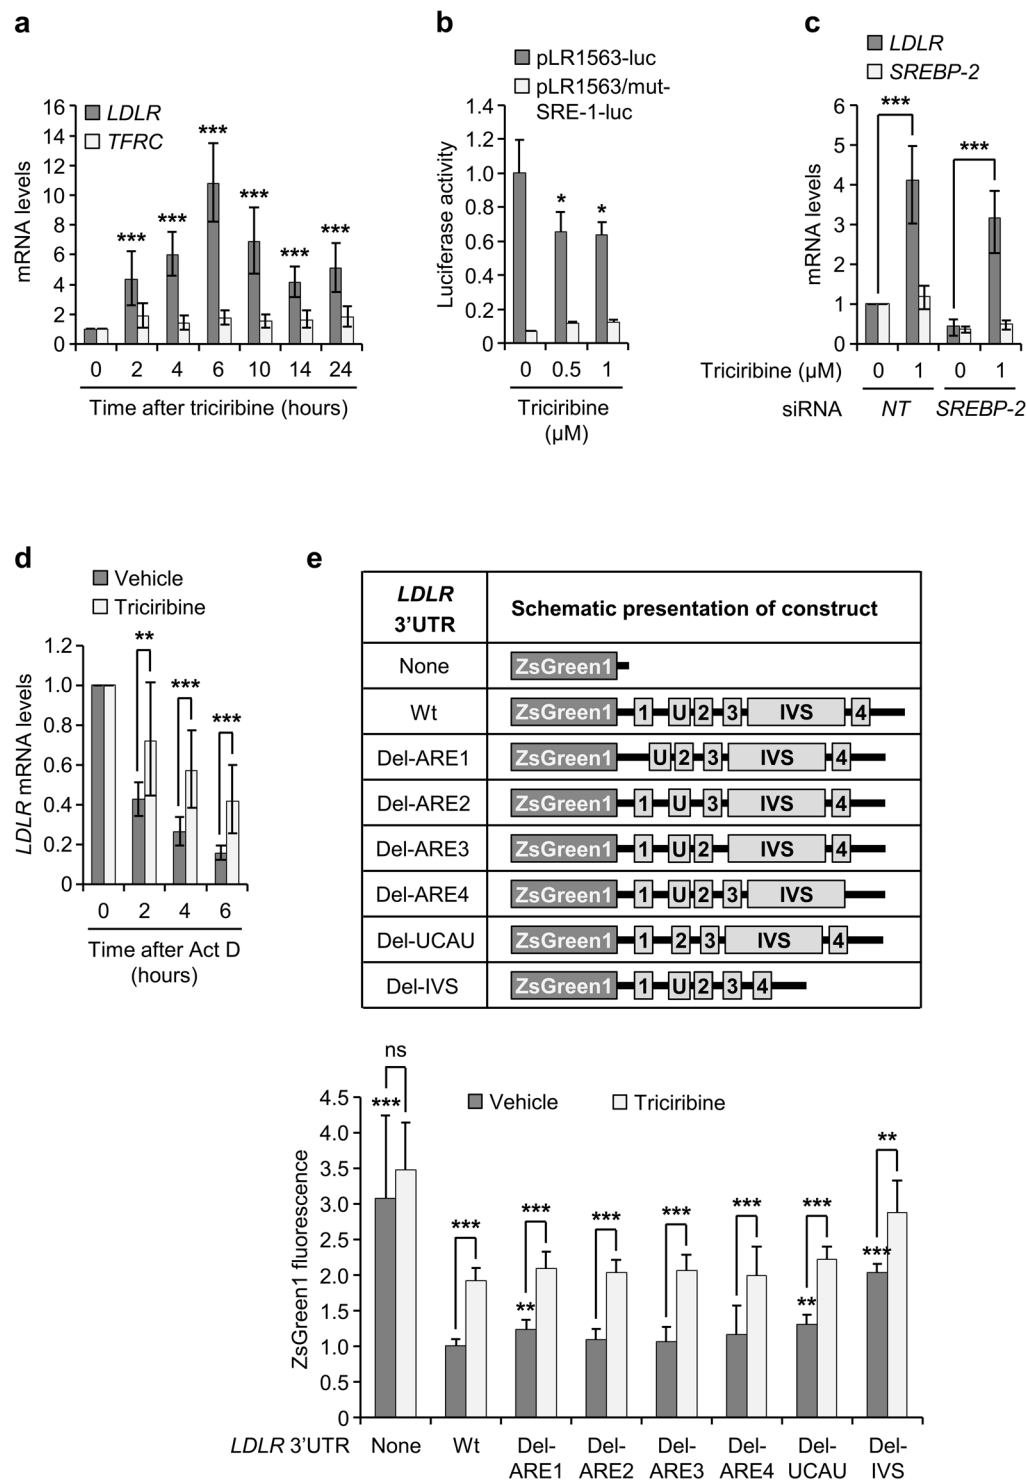 a
LDLR
TFRC
mRNA levels
16
14
12
10
8
6
4
2
0
***
***
***
***
***
***
0 2 4 6 10 14 24
Time after triciribine (hours)
b
pLR1563-luc
pLR1563/mut-
SRE-1-luc
Luciferase activity
1.4
1.2
1.0
0.8
0.6
0.4
0.2
0
*
*
0 0.5 1
Triciribine
(µM)
c
LDLR
SREBP-2
mRNA levels
6
5
4
3
2
1
0
***
***
Triciribine (µM) 0 1 0 1
siRNA NT SREBP-2
d
Vehicle
Triciribine
LDLR mRNA levels
1.2
1.0
0.8
0.6
0.4
0.2
0
**
***
***
0 2 4 6
Time after Act D
(hours)
e
LDLR
3’UTR
Schematic presentation of construct
None ZsGreen1
Wt ZsGreen1 1 U 2 3 IVS 4
Del-ARE1 ZsGreen1 U 2 3 IVS 4
Del-ARE2 ZsGreen1 1 U 3 IVS 4
Del-ARE3 ZsGreen1 1 U 2 IVS 4
Del-ARE4 ZsGreen1 1 U 2 3 IVS
Del-UCAU ZsGreen1 1 2 3 IVS 4
Del-IVS ZsGreen1 1 U 2 3 4
Vehicle
Triciribine
ZsGreen1 fluorescence
4.5
4.0
3.5
3.0
2.5
2.0
1.5
1.0
0.5
0
ns
***
***
**
***
***
***
***
**
***
***
**
LDLR 3’UTR None Wt Del- Del- Del- Del- Del- Del-
ARE1 ARE2 ARE3 ARE4 UCAU IVS